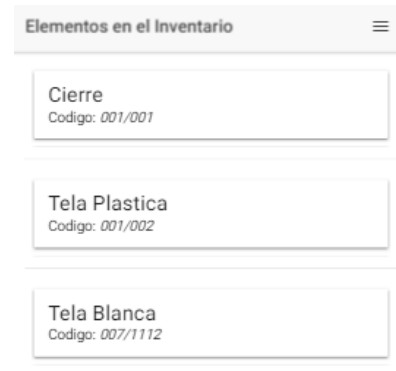 Elementos en el Inventario
Cierre
Codigo: 001/001
Tela Plastica
Codigo: 001/002
Tela Blanca
Codigo: 007/1112